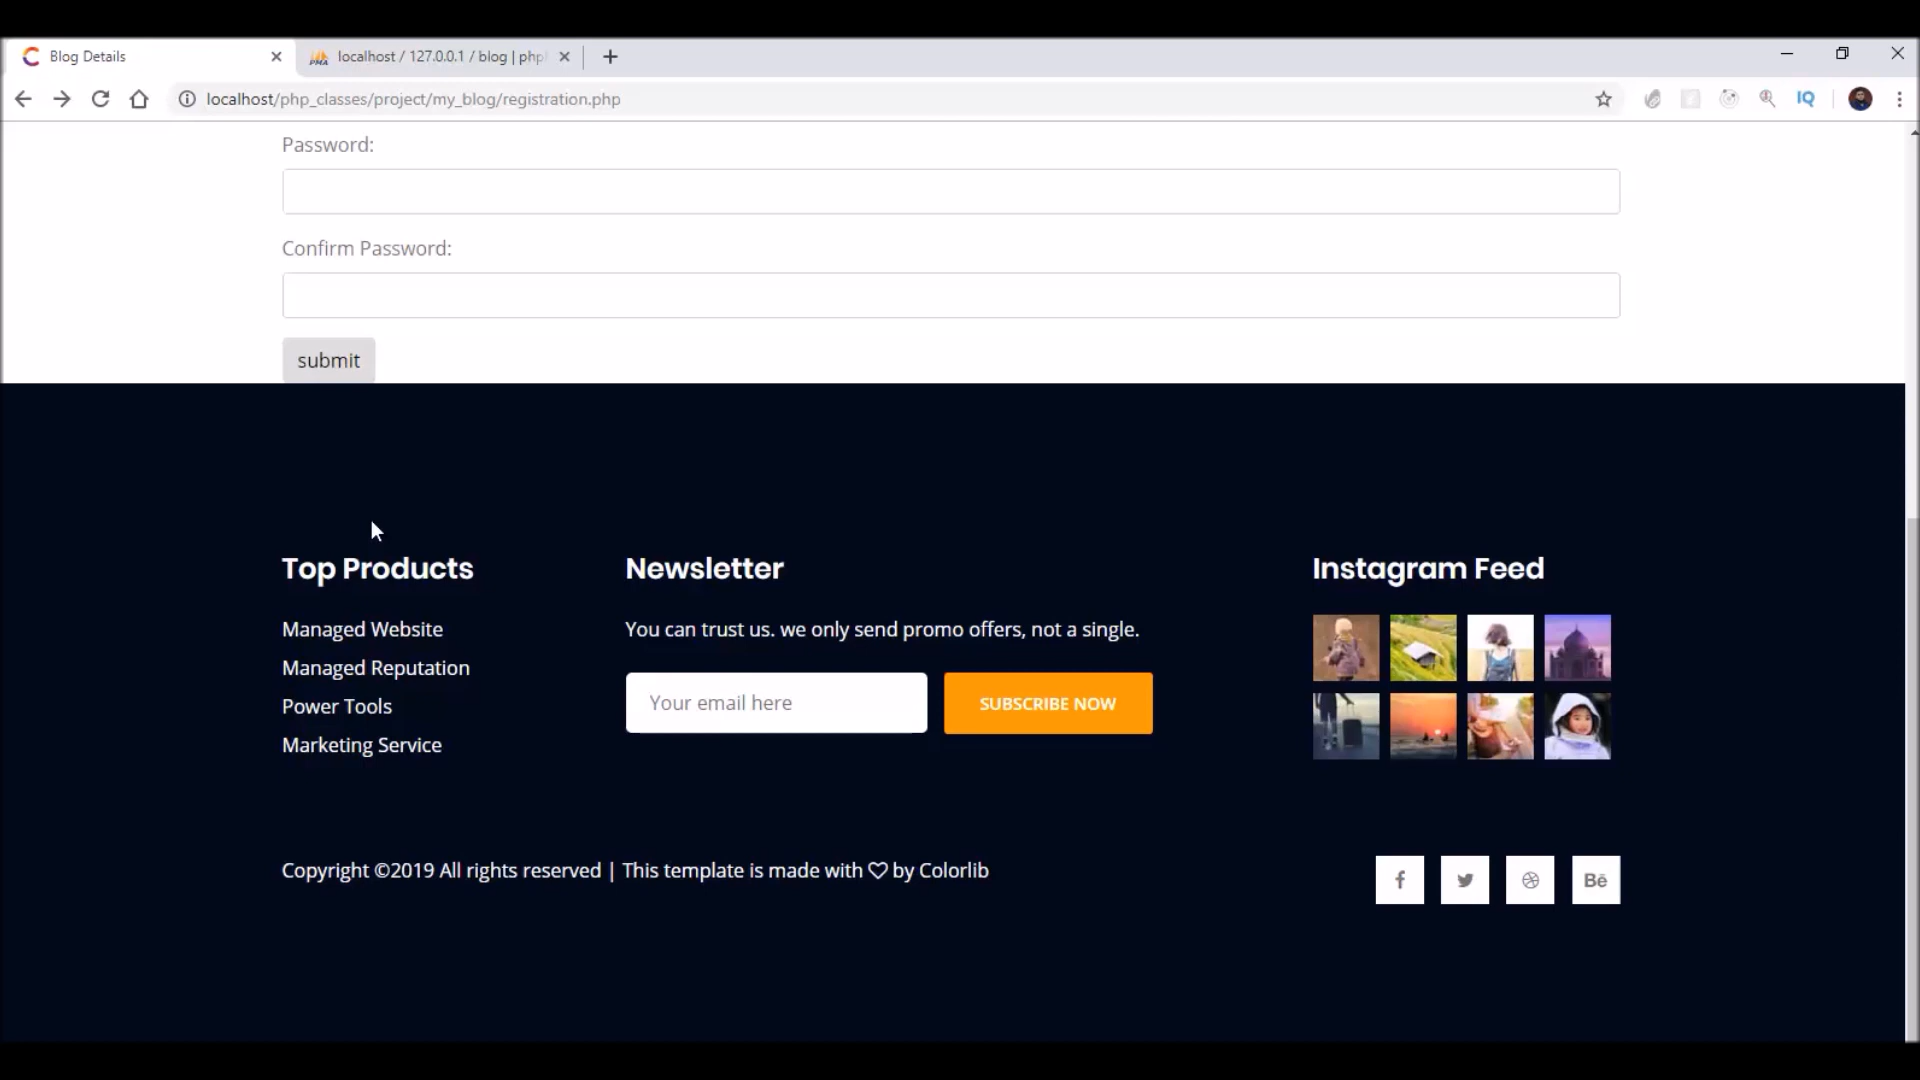 Blog Details
localhost / 127.0.0.1 / blog | php
localhost/php_classes/project/my_blog/registration.php
IQ
Password:
Confirm Password:
submit
Top Products
Managed Website
Managed Reputation
Power Tools
Marketing Service
Newsletter
You can trust us. we only send promo offers, not a single.
Your email here
SUBSCRIBE NOW
Instagram Feed
Copyright ©2019 All rights reserved | This template is made with ♡ by Colorlib
Bē